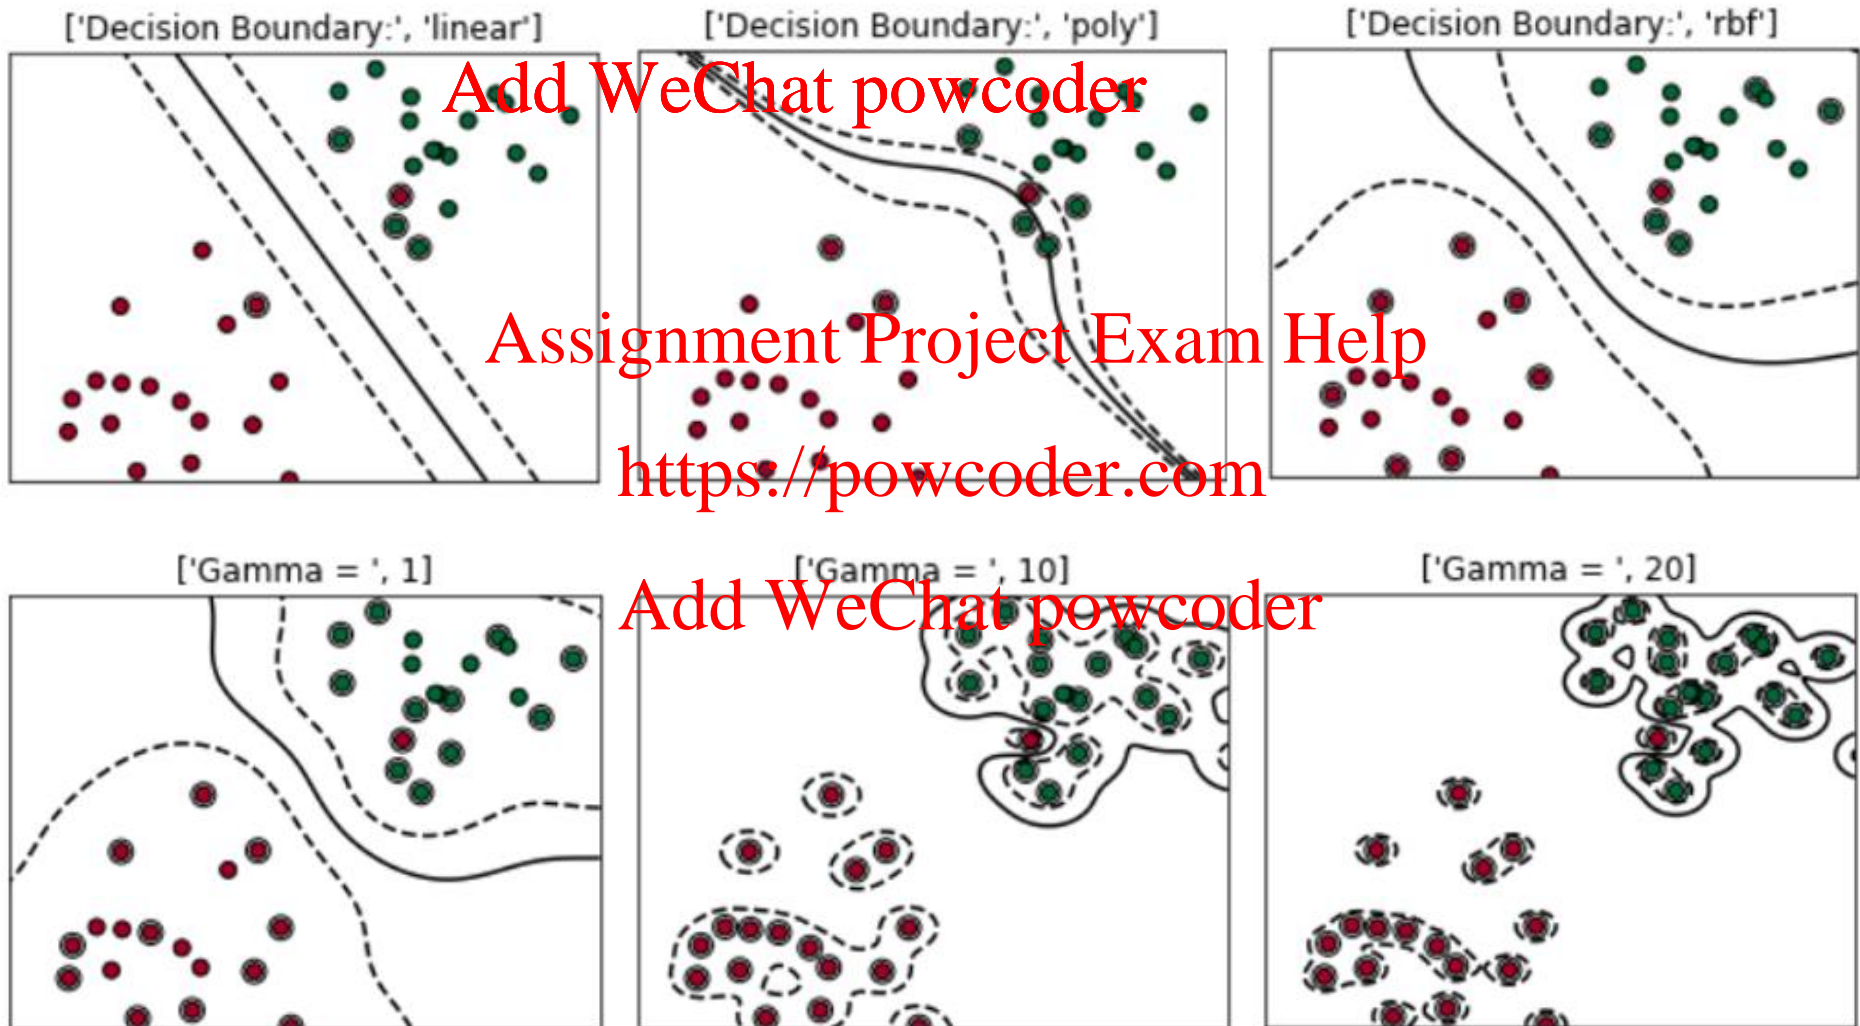 ['Decision Boundary:', 'linear']
['Decision Boundary:', 'poly']
['Decision Boundary:', 'rbf']
Add WeChat powcoder
Assignment Project Exam Help
https://powcoder.com
['Gamma = ', 1]
['Gamma = ', 10]
['Gamma = ', 20]
Add WeChat powcoder